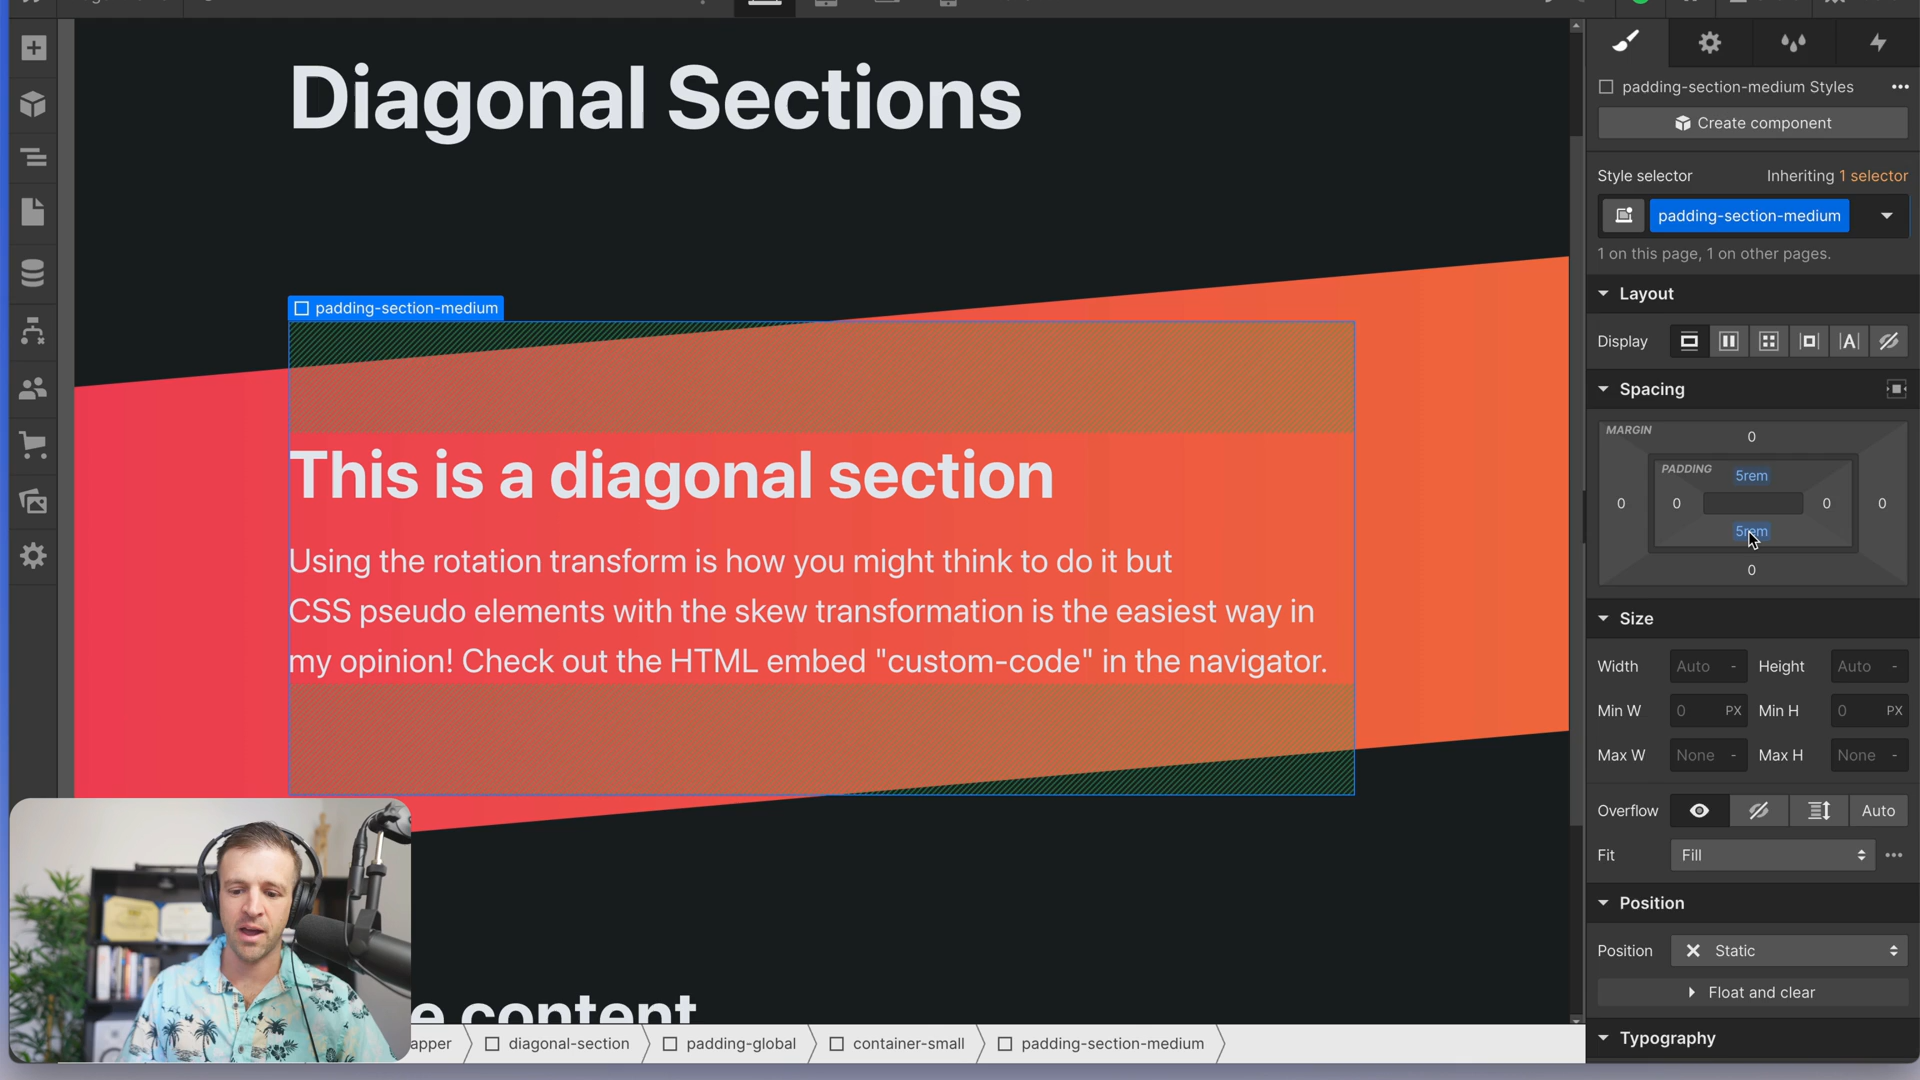 Diagonal Sections
padding-section-medium
This is a diagonal section
Using the rotation transform is how you might think to do it but
CSS pseudo elements with the skew transformation is the easiest way in
my opinion! Check out the HTML embed "custom-code" in the navigator.
e content
apper
diagonal-section
padding-global
container-small
padding-section-medium
padding-section-medium Styles
Create component
Style selector
Inheriting 1 selector
padding-section-medium
1 on this page, 1 on other pages.
Layout
Display
Spacing
MARGIN
0
PADDING
5rem
0
0
0
0
5rem
0
Size
Width
Auto -
Height
Auto -
Min W
0 PX
Min H
0 PX
Max W
None -
Max H
None -
Overflow
Auto
Fit
Fill
Position
Position
Static
Float and clear
Typography